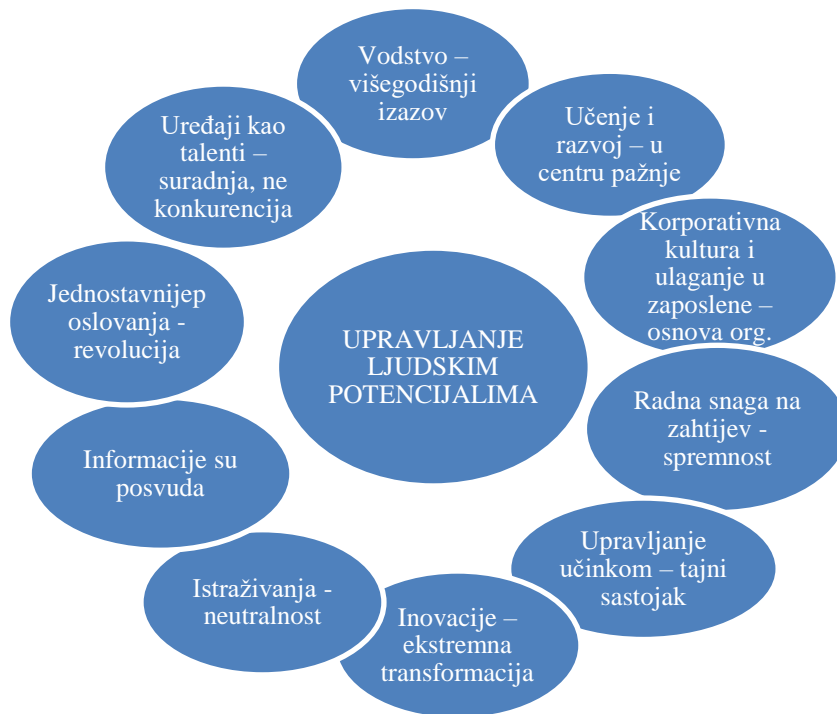 Vodstvo –
višegodišnji
izazov
Učenje i
razvoj – u
centru pažnje
Korporativna
kultura i
ulaganje u
zaposlene –
osnova org.
Radna snaga na
zahtijev -
spremnost
Upravljanje
učinkom – tajni
sastojak
Inovacije –
ekstremna
transformacija
Istraživanja -
neutralnost
Informacije su
posvuda
Jednostavnijep
oslovanja -
revolucija
Uređaji kao
talenti –
suradnja, ne
konkurencija
UPRAVLJANJE
LJUDSKIM
POTENCIJALIMA